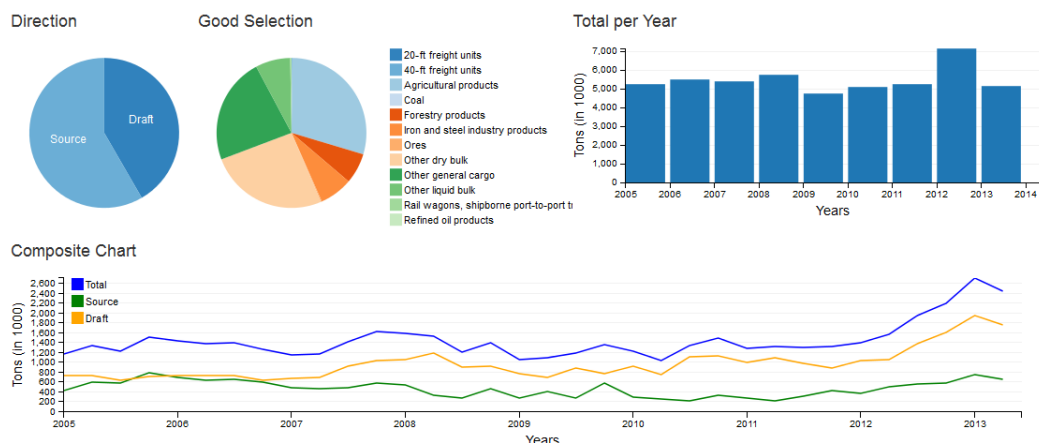 Direction
Source
Draft
Good Selection
20-ft freight units
40-ft freight units
Agricultural products
Coal
Forestry products
Iron and steel industry products
Ores
Other dry bulk
Other general cargo
Other liquid bulk
Rail wagons, shipborne port-to-port tr
Refined oil products
Total per Year
Tons (in 1000)
7,000
6,000
5,000
4,000
3,000
2,000
1,000
0
2005 2006 2007 2008 2009 2010 2011 2012 2013 2014
Years
Composite Chart
Tons (in 1000)
2,600
2,400
2,200
2,000
1,800
1,600
1,400
1,200
1,000
800
600
400
200
0
Total
Source
Draft
2005 2006 2007 2008 2009 2010 2011 2012 2013
Years